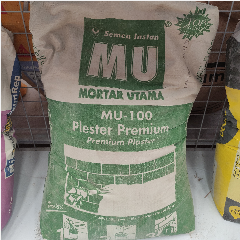 Semen Instan
MU
MORTAR UTAMA
MU-100
Plester Premium
Premium Plaster